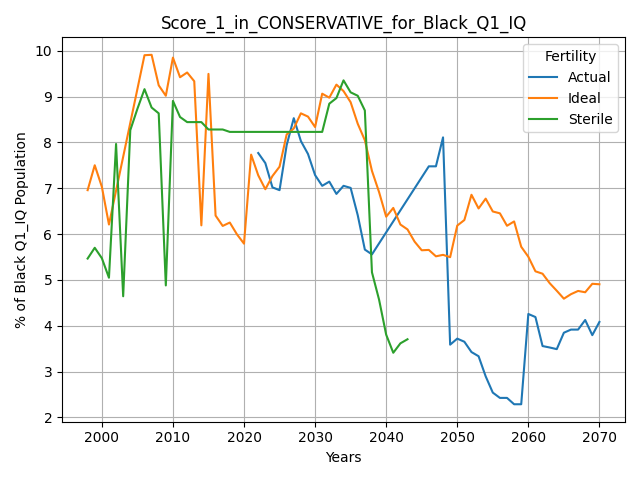 Score_1_in_CONSERVATIVE_for_Black_Q1_IQ
% of Black Q1_IQ Population
10
9
8
7
6
5
4
3
2
Fertility
Actual
Ideal
Sterile
2000 2010 2020 2030 2040 2050 2060 2070
Years